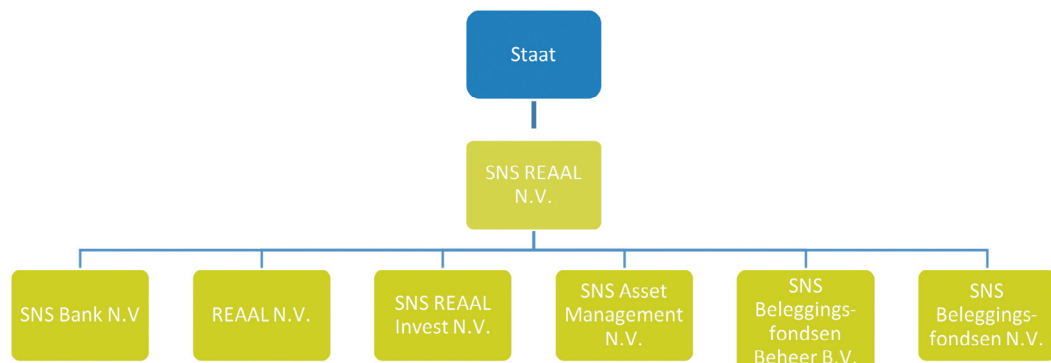 Staat
SNS REAAL
N.V.
SNS Bank N.V
REAAL N.V.
SNS REAAL
Invest N.V.
SNS Asset
Management
N.V.
SNS
Beleggings-
fondsen
Beheer B.V.
SNS
Beleggings-
fondsen N.V.